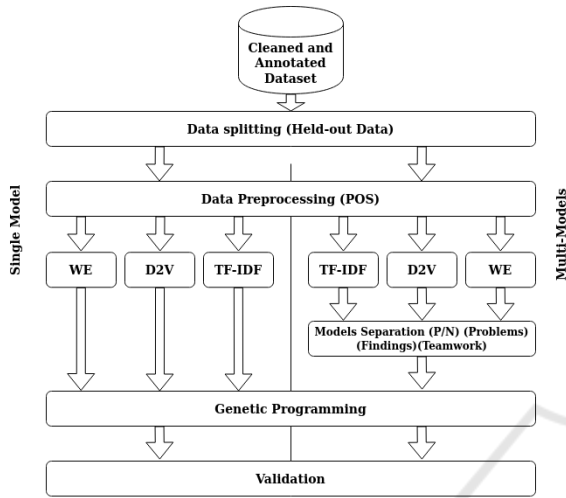 Cleaned and
Annotated
Dataset
Data splitting (Held-out Data)
Single Model
Multi-Models
Data Preprocessing (POS)
WE
D2V
TF-IDF
TF-IDF
D2V
WE
Models Separation (P/N) (Problems)
(Findings)(Teamwork)
Genetic Programming
Validation